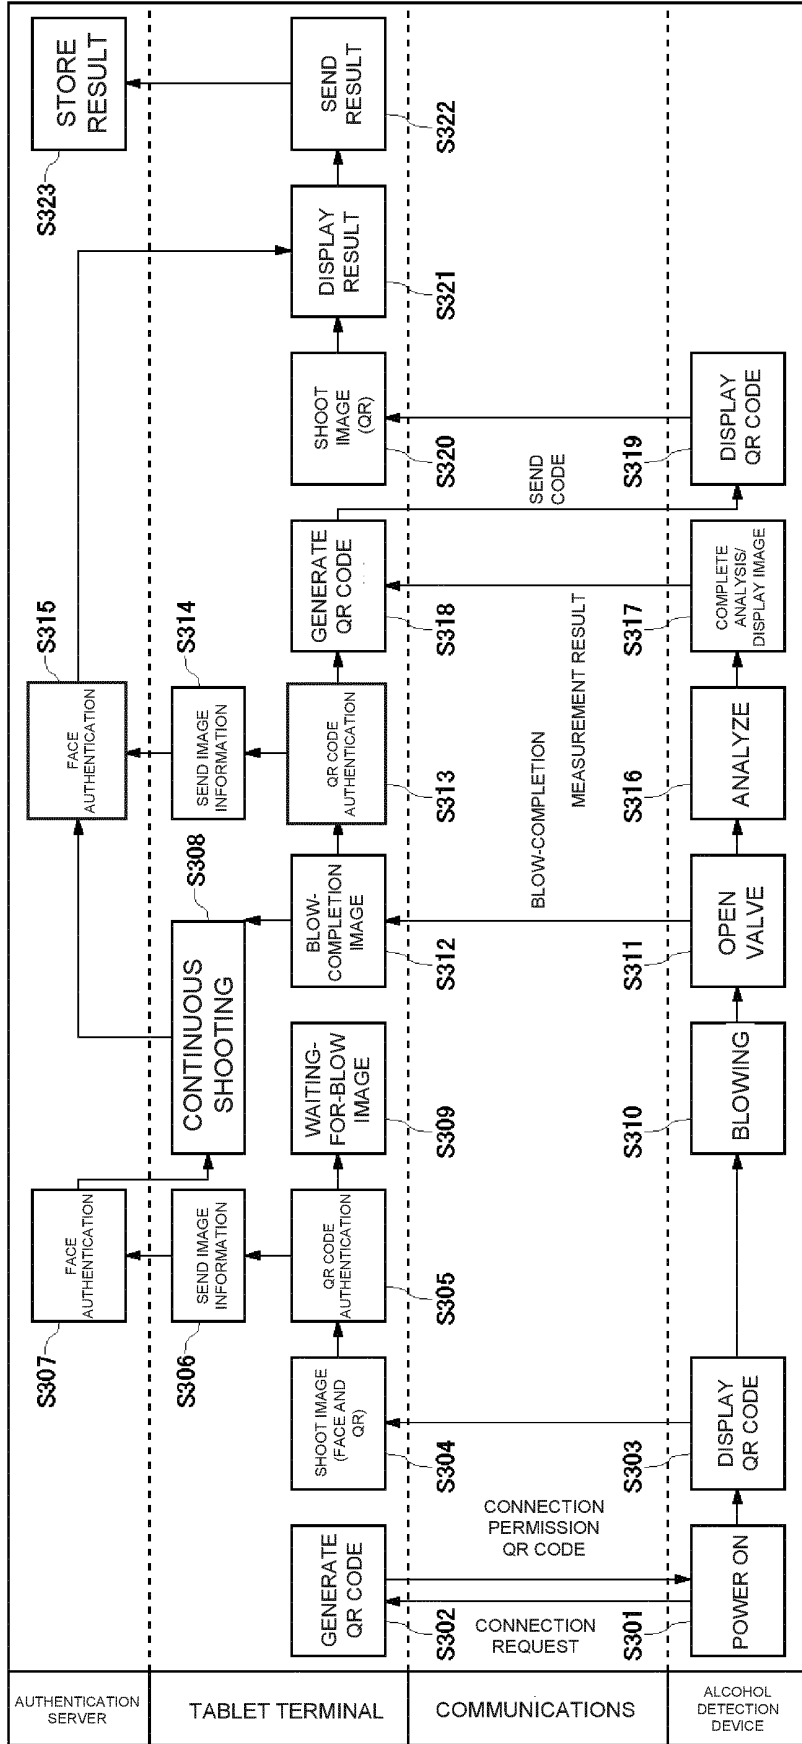 AUTHENTICATION
SERVER
FACE
AUTHENTICATION
S307
FACE
AUTHENTICATION
S315
STORE
RESULT
S323
TABLET TERMINAL
SEND IMAGE
INFORMATION
S306
CONTINUOUS
SHOOTING
S308
SEND IMAGE
INFORMATION
S314
GENERATE
QR CODE
S302
SHOOT IMAGE
(FACE AND
QR)
S304
QR CODE
AUTHENTICATION
S305
WAITING-
FOR-BLOW
IMAGE
S309
BLOW-
COMPLETION
IMAGE
S312
QR CODE
AUTHENTICATION
S313
GENERATE
QR CODE
S318
SHOOT
IMAGE
(QR)
S320
DISPLAY
RESULT
S321
SEND
RESULT
S322
COMMUNICATIONS
CONNECTION
REQUEST
CONNECTION
PERMISSION
QR CODE
BLOW-COMPLETION
MEASUREMENT RESULT
SEND
CODE
ALCOHOL
DETECTION
DEVICE
POWER ON
S301
DISPLAY
QR CODE
S303
BLOWING
S310
OPEN
VALVE
S311
ANALYZE
S316
COMPLETE
ANALYSIS/
DISPLAY IMAGE
S317
DISPLAY
QR CODE
S319